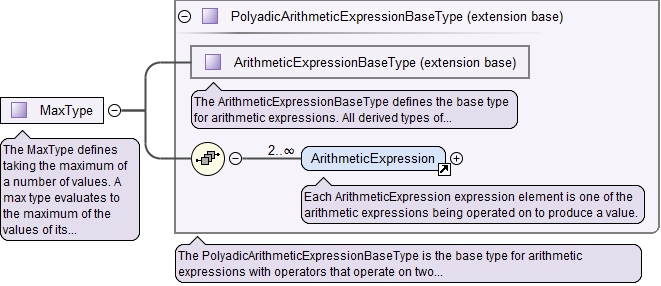 PolyadicArithmeticExpressionBaseType (extension base)
ArithmeticExpressionBaseType (extension base)
The ArithmeticExpressionBaseType defines the base type
for arithmetic expressions. All derived types of...
MaxType
The MaxType defines
taking the maximum of
a number of values. A
max type evaluates to
the maximum of the
values of its...
2..∞
ArithmeticExpression
Each ArithmeticExpression expression element is one of the
arithmetic expressions being operated on to produce a value.
The PolyadicArithmeticExpressionBaseType is the base type for arithmetic
expressions with operators that operate on two...